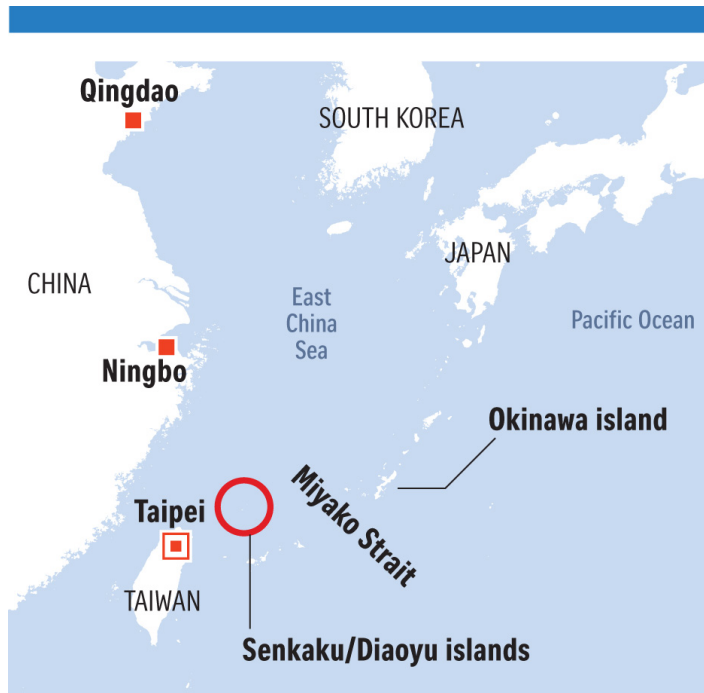 Qingdao
SOUTH KOREA
JAPAN
CHINA
East
China
Sea
Pacific Ocean
Ningbo
Okinawa island
Miyako Strait
Taipei
TAIWAN
Senkaku/Diaoyu islands